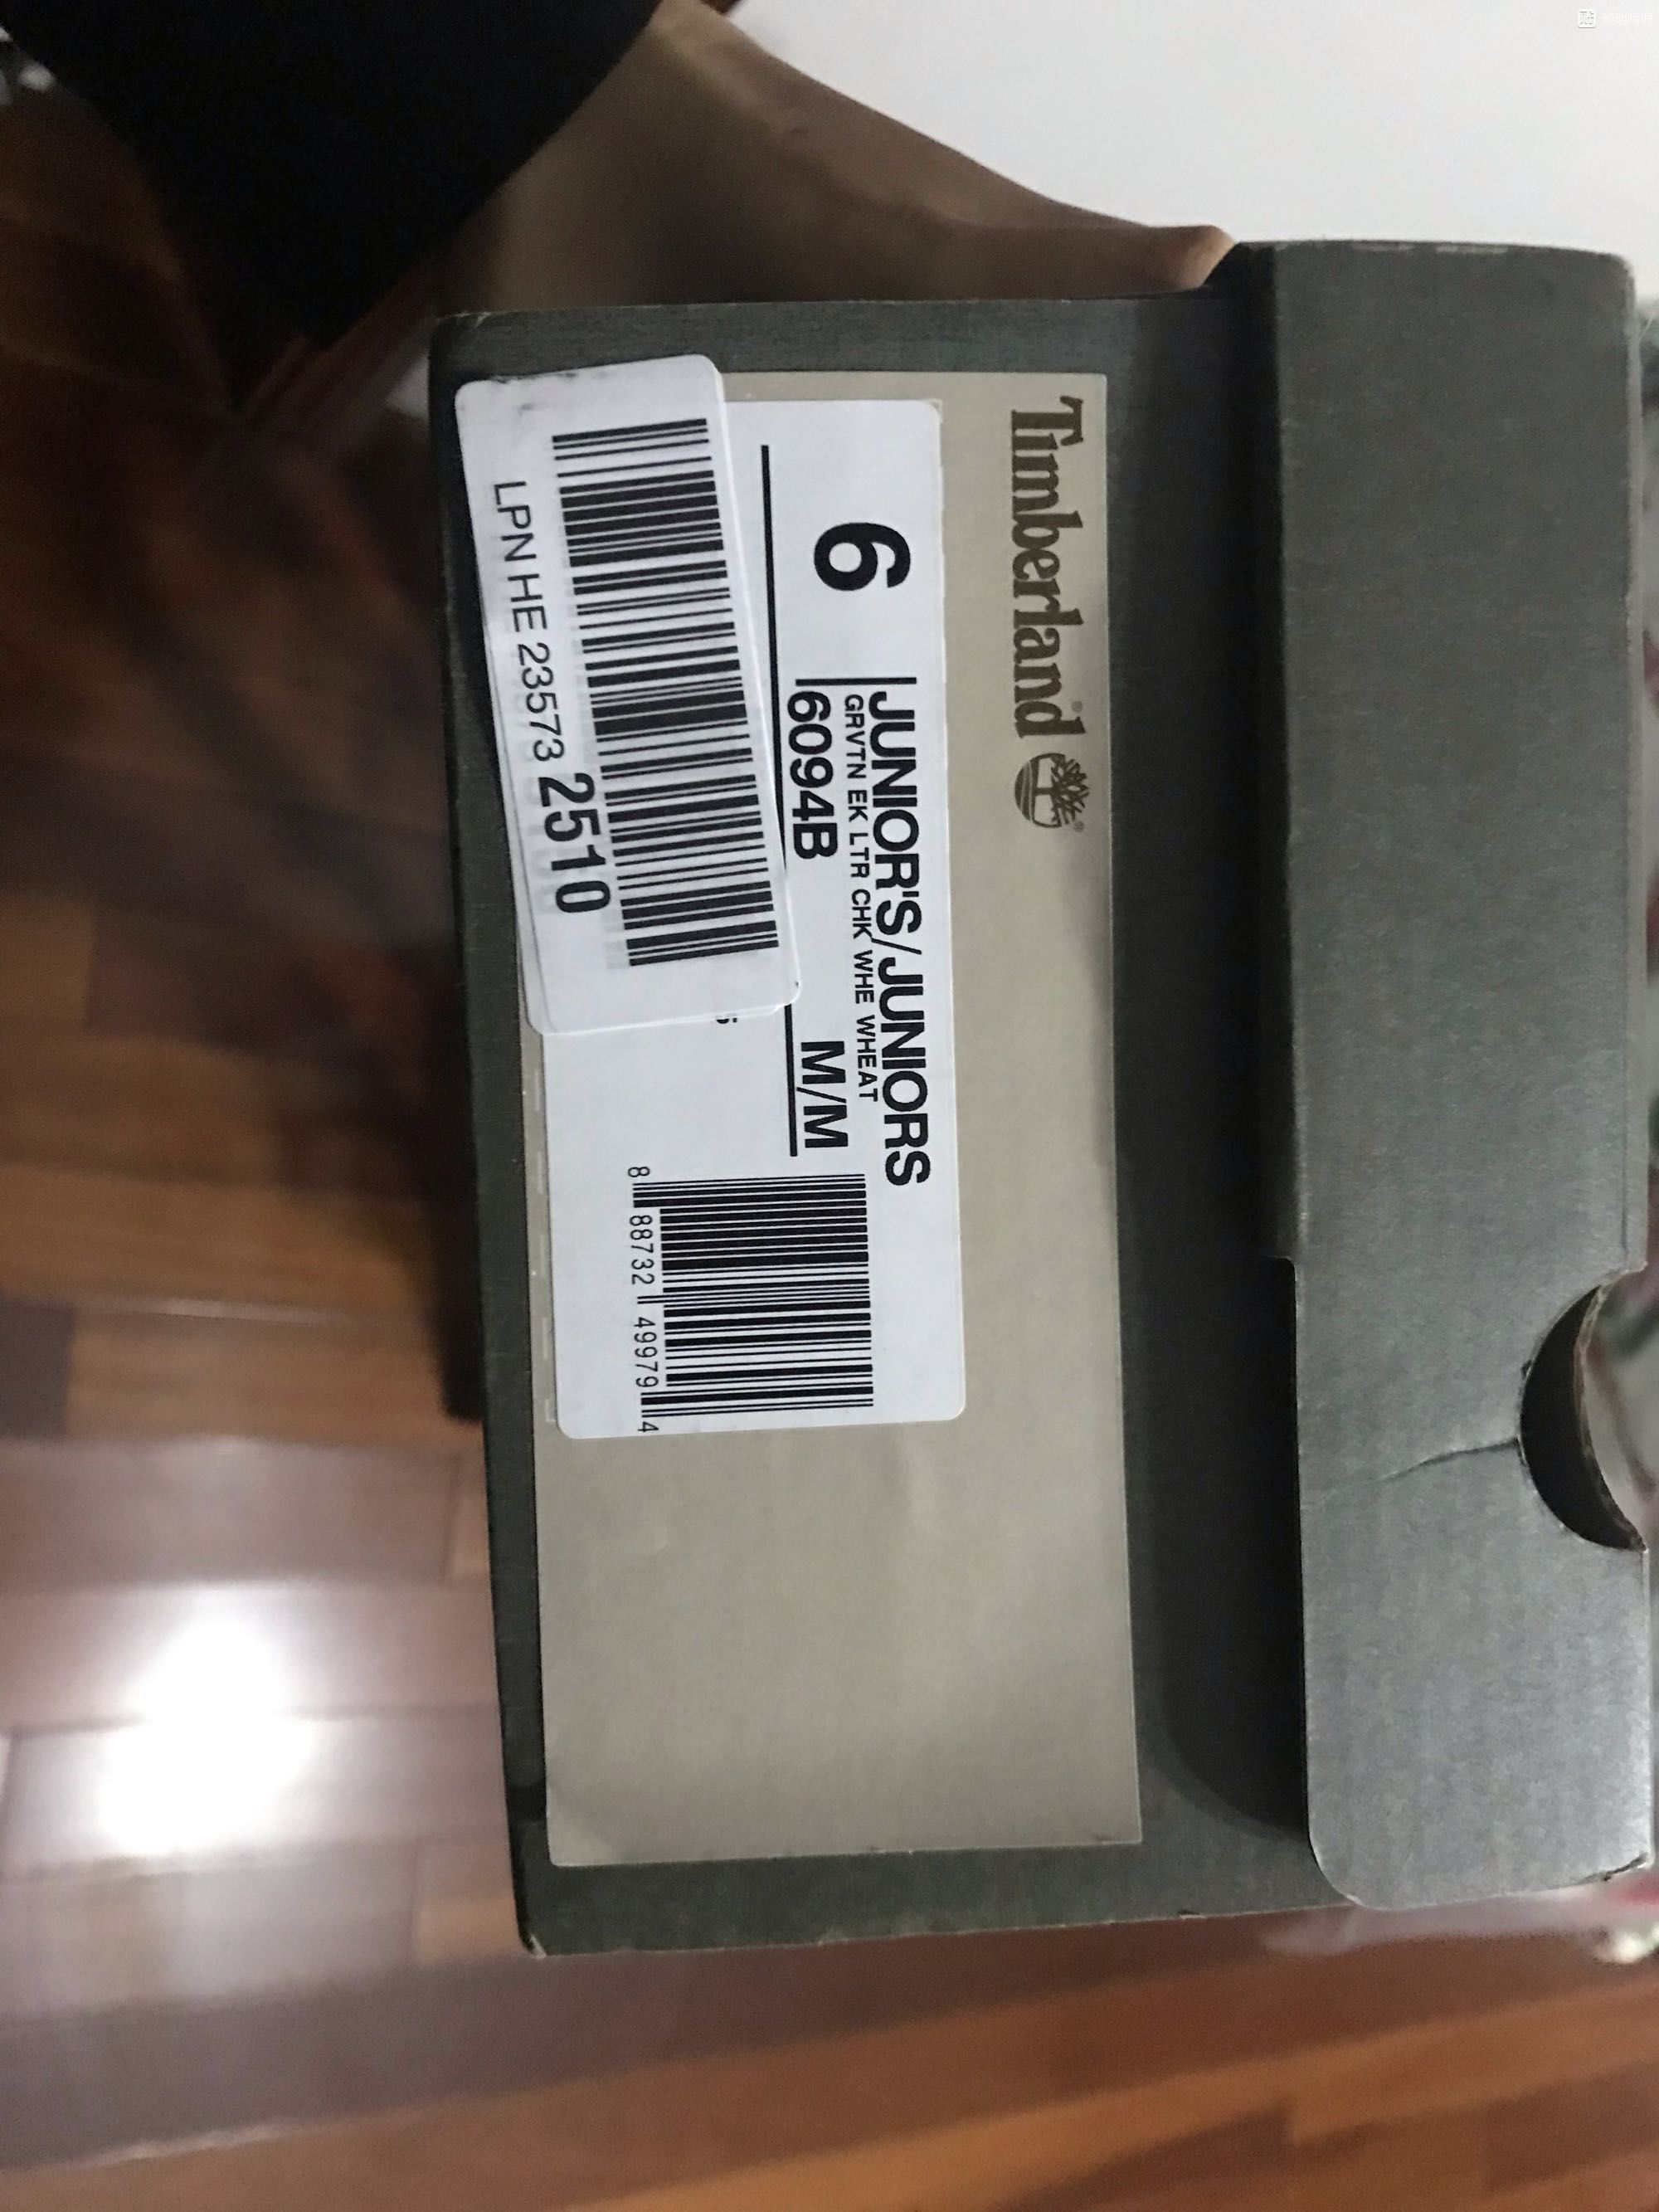 Timberland
6
JUNIOR'S/JUNIORS
GRVTN EK LTR CHK WHE WHEAT
6094B
M/M
LPN HE 23573 2510
8 88732 49979 4